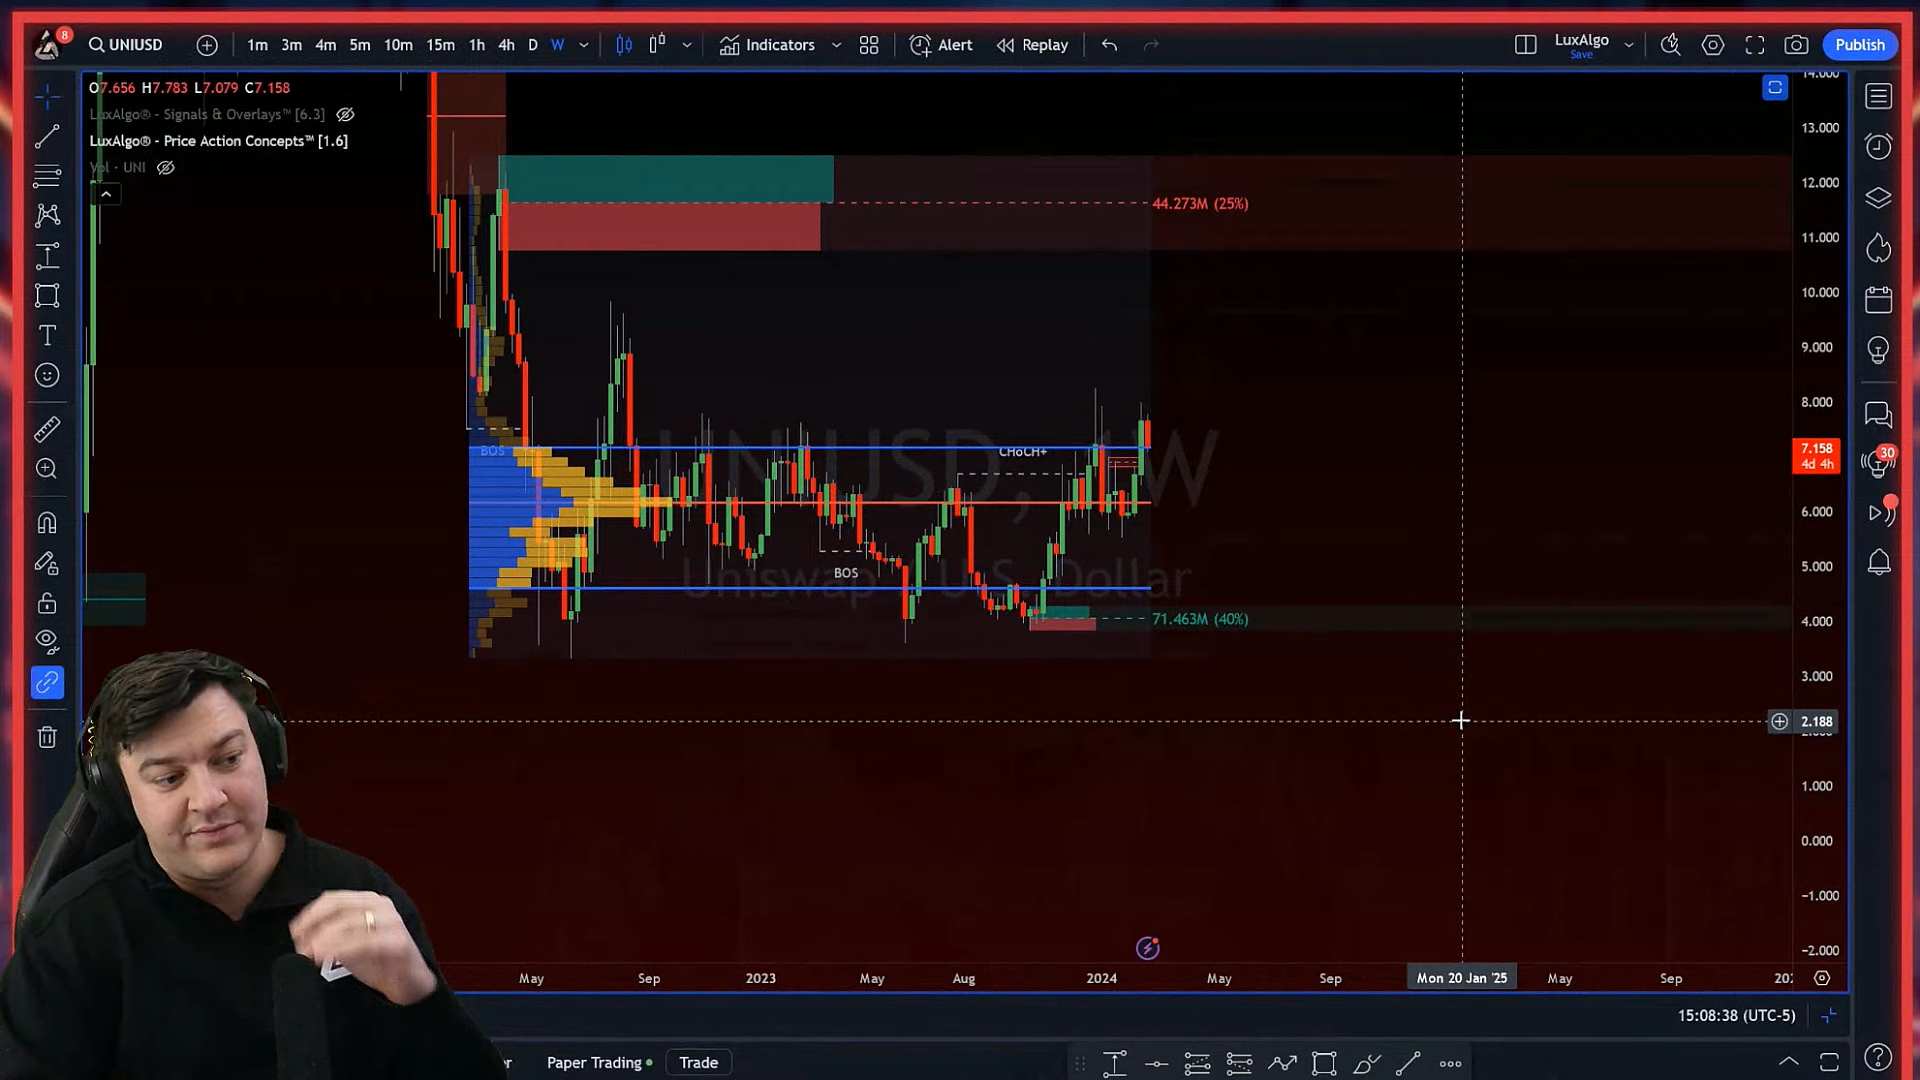 8
UNIUSD
1m 3m 4m 5m 10m 15m 1h 4h D W
Indicators
Alert
Replay
LuxAlgo
Save
Publish
O7.656 H7.783 L7.079 C7.158
LuxAlgo® - Signals & Overlays™ [6.3]
LuxAlgo® - Price Action Concepts™ [1.6]
Vol · UNI
14.000
13.000
12.000
11.000
10.000
9.000
8.000
7.158
4d 4h
6.000
5.000
4.000
3.000
2.188
1.000
0.000
−1.000
−2.000
30
44.273M (25%)
BOS
CHoCH+
UNIUSD, 1W
BOS
Uniswap / U.S. Dollar
71.463M (40%)
May Sep 2023 May Aug 2024 May Sep Mon 20 Jan '25 May Sep
15:08:38 (UTC-5)
Paper Trading
Trade